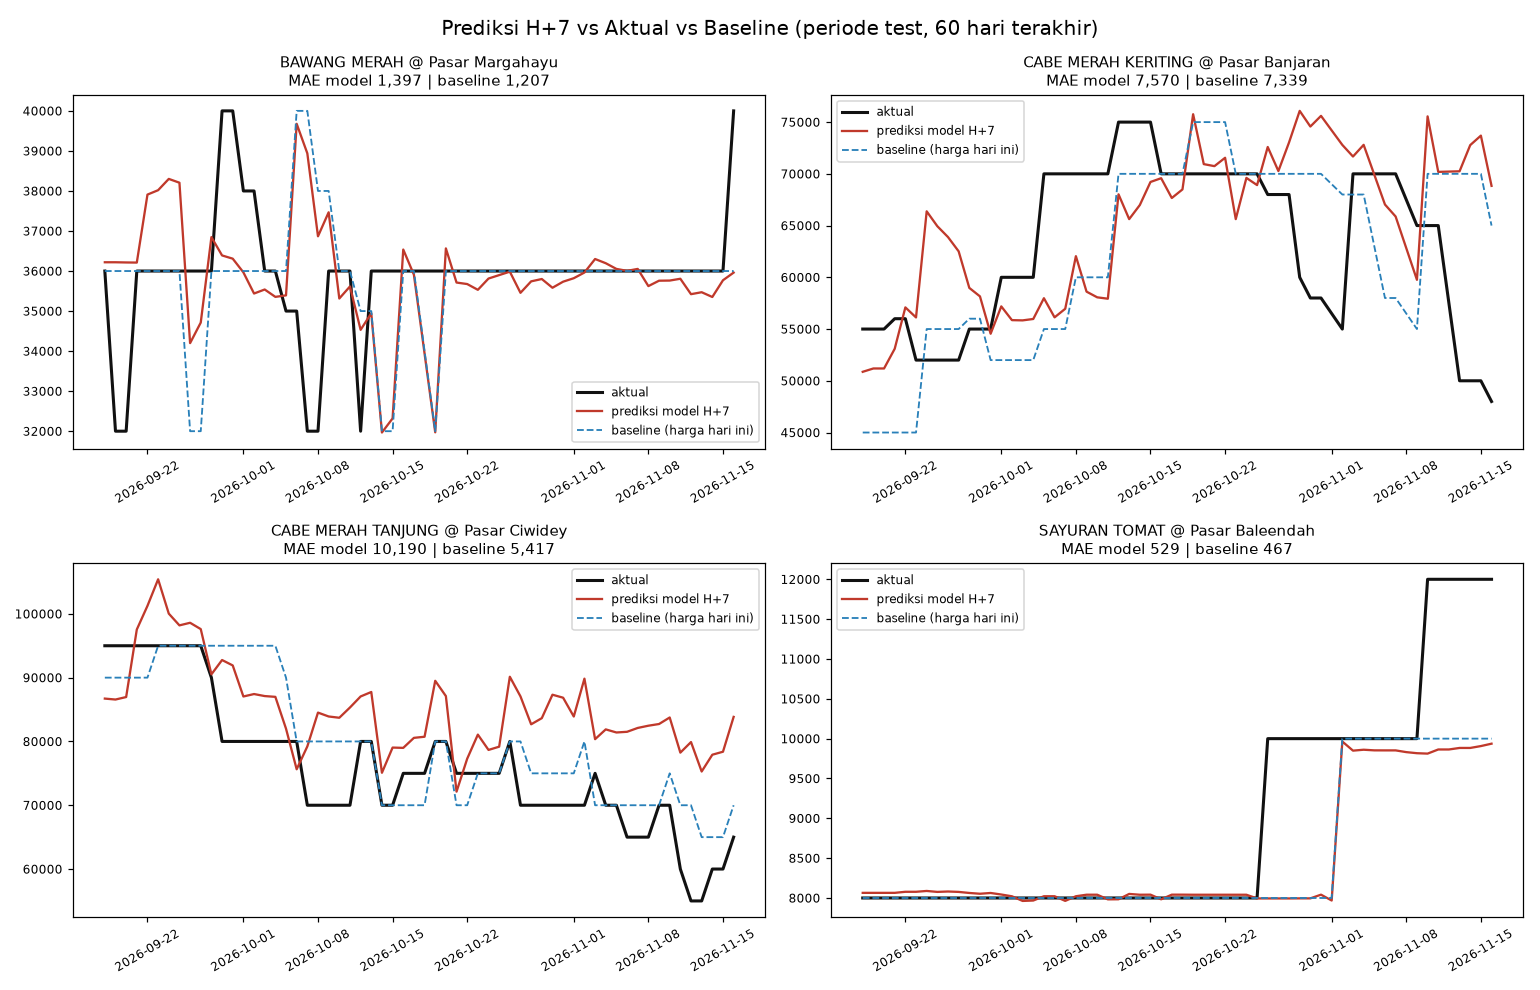 Prediksi H+7 vs Aktual vs Baseline (periode test, 60 hari terakhir)
BAWANG MERAH @ Pasar Margahayu
MAE model 1,397 | baseline 1,207
40000
39000
38000
37000
36000
35000
34000
33000
32000
aktual
prediksi model H+7
baseline (harga hari ini)
2026-09-22
2026-10-01
2026-10-08
2026-10-15
2026-10-22
2026-11-01
2026-11-08
2026-11-15
CABE MERAH KERITING @ Pasar Banjaran
MAE model 7,570 | baseline 7,339
aktual
prediksi model H+7
baseline (harga hari ini)
75000
70000
65000
60000
55000
50000
45000
2026-09-22
2026-10-01
2026-10-08
2026-10-15
2026-10-22
2026-11-01
2026-11-08
2026-11-15
CABE MERAH TANJUNG @ Pasar Ciwidey
MAE model 10,190 | baseline 5,417
aktual
prediksi model H+7
baseline (harga hari ini)
100000
90000
80000
70000
60000
2026-09-22
2026-10-01
2026-10-08
2026-10-15
2026-10-22
2026-11-01
2026-11-08
2026-11-15
SAYURAN TOMAT @ Pasar Baleendah
MAE model 529 | baseline 467
aktual
prediksi model H+7
baseline (harga hari ini)
12000
11500
11000
10500
10000
9500
9000
8500
8000
2026-09-22
2026-10-01
2026-10-08
2026-10-15
2026-10-22
2026-11-01
2026-11-08
2026-11-15